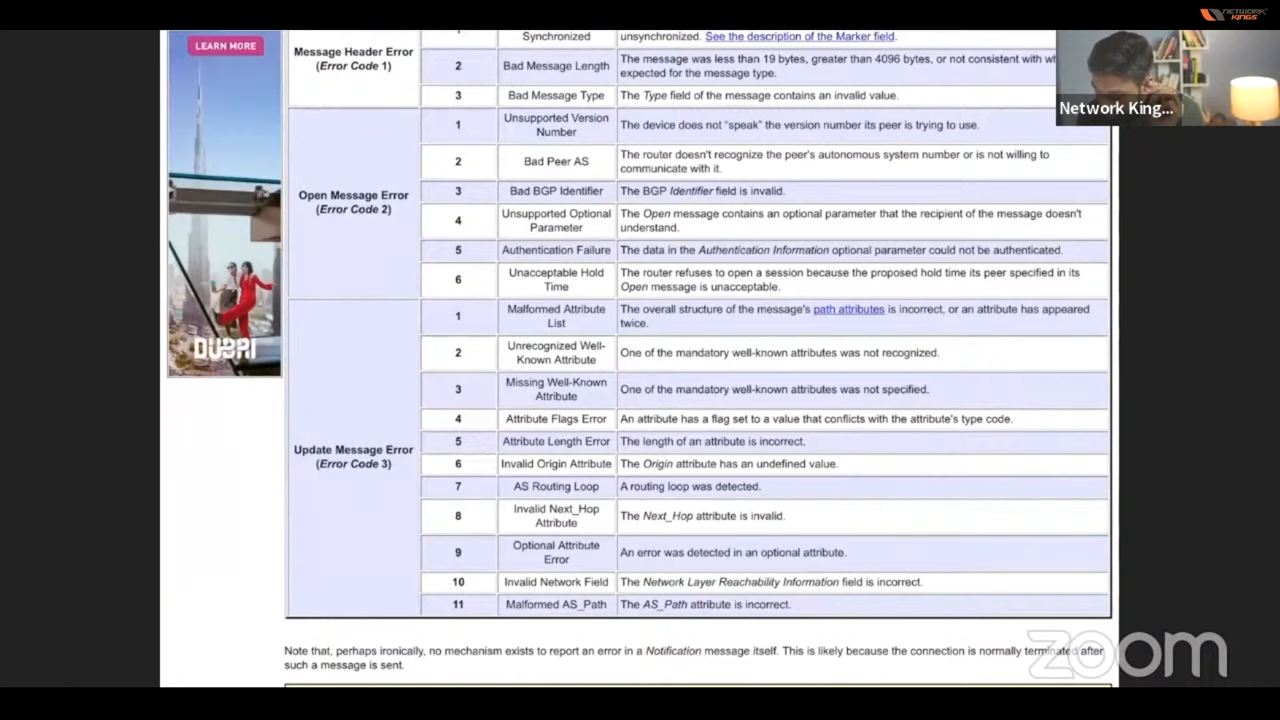 NETWORK
KINGS
LEARN MORE
DUBAI
Network King...
Message Header Error
(Error Code 1)
Synchronized
unsynchronized. See the description of the Marker field.
2
Bad Message Length
The message was less than 19 bytes, greater than 4096 bytes, or not consistent with
expected for the message type.
3
Bad Message Type
The Type field of the message contains an invalid value.
Open Message Error
(Error Code 2)
1
Unsupported Version
Number
The device does not “speak” the version number its peer is trying to use.
2
Bad Peer AS
The router doesn't recognize the peer's autonomous system number or is not willing to
communicate with it.
3
Bad BGP Identifier
The BGP Identifier field is invalid.
4
Unsupported Optional
Parameter
The Open message contains an optional parameter that the recipient of the message doesn't
understand.
5
Authentication Failure
The data in the Authentication Information optional parameter could not be authenticated.
6
Unacceptable Hold
Time
The router refuses to open a session because the proposed hold time its peer specified in its
Open message is unacceptable.
Update Message Error
(Error Code 3)
1
Malformed Attribute
List
The overall structure of the message's path attributes is incorrect, or an attribute has appeared
twice.
2
Unrecognized Well-
Known Attribute
One of the mandatory well-known attributes was not recognized.
3
Missing Well-Known
Attribute
One of the mandatory well-known attributes was not specified.
4
Attribute Flags Error
An attribute has a flag set to a value that conflicts with the attribute's type code.
5
Attribute Length Error
The length of an attribute is incorrect.
6
Invalid Origin Attribute
The Origin attribute has an undefined value.
7
AS Routing Loop
A routing loop was detected.
8
Invalid Next_Hop
Attribute
The Next_Hop attribute is invalid.
9
Optional Attribute
Error
An error was detected in an optional attribute.
10
Invalid Network Field
The Network Layer Reachability Information field is incorrect.
11
Malformed AS_Path
The AS_Path attribute is incorrect.
Note that, perhaps ironically, no mechanism exists to report an error in a Notification message itself. This is likely because the connection is normally terminated after
such a message is sent.
zoom